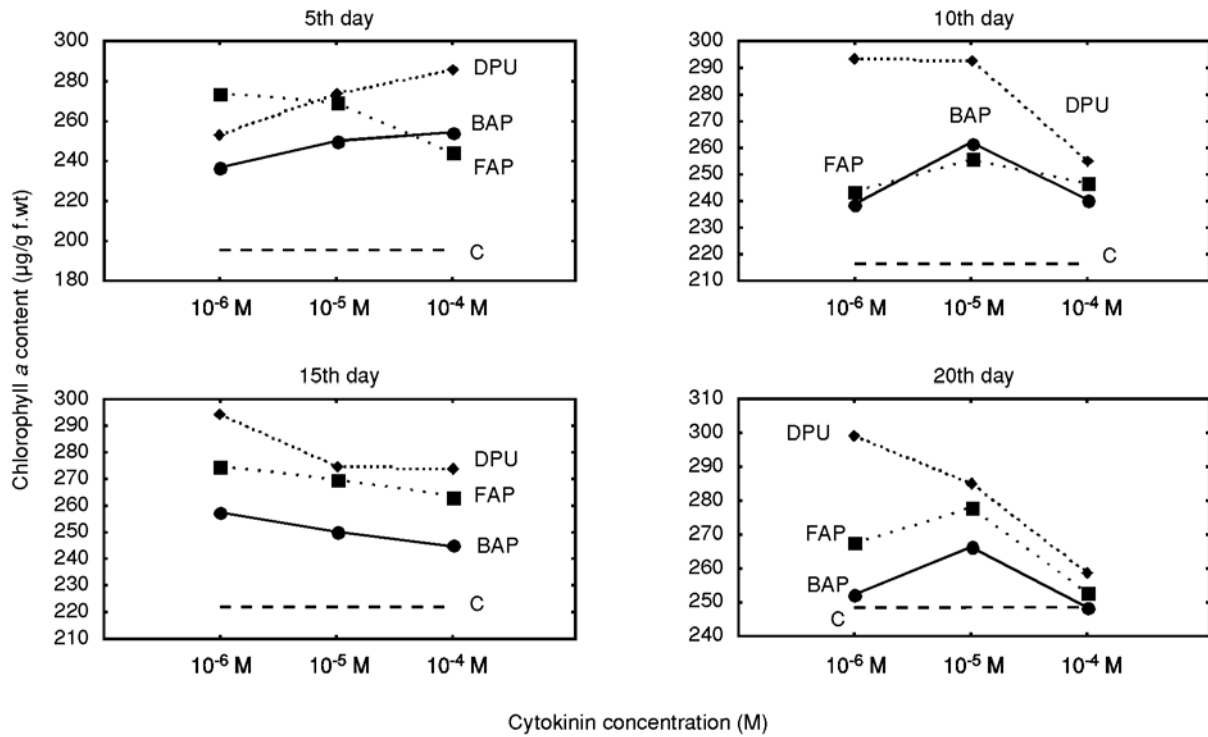 5th day
300
280
260
240
220
200
180
DPU
BAP
FAP
C
10⁻⁶ M
10⁻⁵ M
10⁻⁴ M
10th day
300
290
280
270
260
250
240
230
220
210
FAP
BAP
DPU
C
10⁻⁶ M
10⁻⁵ M
10⁻⁴ M
Chlorophyll a content (µg/g f.wt)
15th day
300
290
280
270
260
250
240
230
220
210
DPU
FAP
BAP
C
10⁻⁶ M
10⁻⁵ M
10⁻⁴ M
20th day
310
300
290
280
270
260
250
240
DPU
FAP
BAP
C
10⁻⁶ M
10⁻⁵ M
10⁻⁴ M
Cytokinin concentration (M)